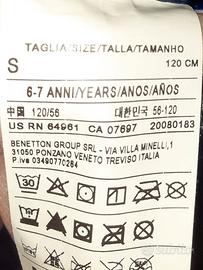 TAGLIA/SIZE/TALLA/TAMANHO
S 120 CM
6-7 ANNI/YEARS/ANOS/AÑOS
中国 120/56 대한민국 56-120
US RN 64961 CA 07697 20080183
BENETTON GROUP SRL - VIA VILLA MINELLI,1
31050 PONZANO VENETO TREVISO ITALIA
P.iva 03490770264
30
subito